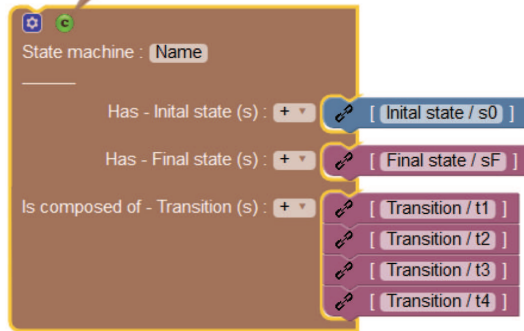 c
State machine : Name
Has - Inital state (s) : + [ Inital state / s0 ]
Has - Final state (s) : + [ Final state / sF ]
Is composed of - Transition (s) : + [ Transition / t1 ]
[ Transition / t2 ]
[ Transition / t3 ]
[ Transition / t4 ]